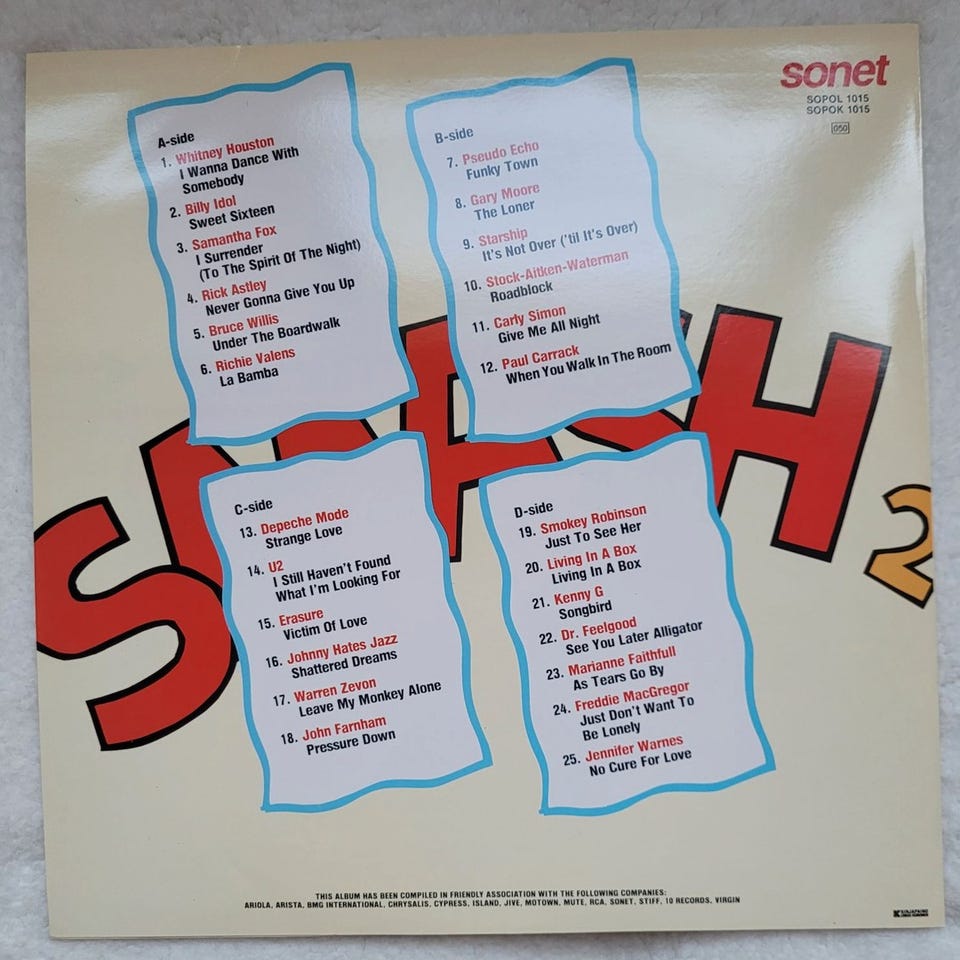 sonet
SOPOL 1015
SOPOK 1015
050
A-side
1. Whitney Houston
I Wanna Dance With
Somebody
2. Billy Idol
Sweet Sixteen
3. Samantha Fox
I Surrender
(To The Spirit Of The Night)
4. Rick Astley
Never Gonna Give You Up
5. Bruce Willis
Under The Boardwalk
6. Richie Valens
La Bamba
B-side
7. Pseudo Echo
Funky Town
8. Gary Moore
The Loner
9. Starship
It's Not Over ('til It's Over)
10. Stock-Aitken-Waterman
Roadblock
11. Carly Simon
Give Me All Night
12. Paul Carrack
When You Walk In The Room
SMASH 2
C-side
13. Depeche Mode
Strange Love
14. U2
I Still Haven't Found
What I'm Looking For
15. Erasure
Victim Of Love
16. Johnny Hates Jazz
Shattered Dreams
17. Warren Zevon
Leave My Monkey Alone
18. John Farnham
Pressure Down
D-side
19. Smokey Robinson
Just To See Her
20. Living In A Box
Living In A Box
21. Kenny G
Songbird
22. Dr. Feelgood
See You Later Alligator
23. Marianne Faithfull
As Tears Go By
24. Freddie MacGregor
Just Don't Want To
Be Lonely
25. Jennifer Warnes
No Cure For Love
THIS ALBUM HAS BEEN COMPILED IN FRIENDLY ASSOCIATION WITH THE FOLLOWING COMPANIES:
ARIOLA, ARISTA, BMG INTERNATIONAL, CHRYSALIS, CYPRESS, ISLAND, JIVE, MOTOWN, MUTE, RCA, SONET, STIFF, 10 RECORDS, VIRGIN